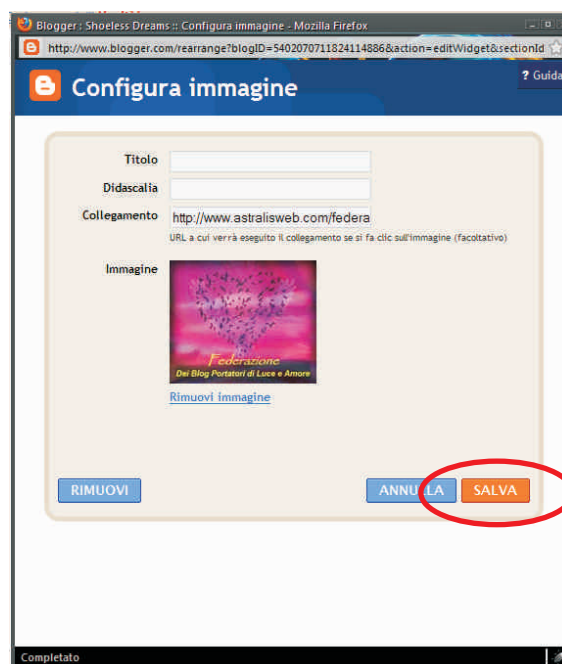 Blogger : Shoeless Dreams :: Configura immagine - Mozilla Firefox
http://www.blogger.com/rearrange?blogID=5402070711824114886&action=editWidget&sectionId
Configura immagine
? Guida
Titolo
Didascalia
Collegamento http://www.astralisweb.com/federa
URL a cui verrà eseguito il collegamento se si fa clic sull'immagine (facoltativo)
Immagine
Federazione
Dei Blog Portatori di Luce e Amore
Rimuovi immagine
RIMUOVI ANNULLA SALVA
Completato